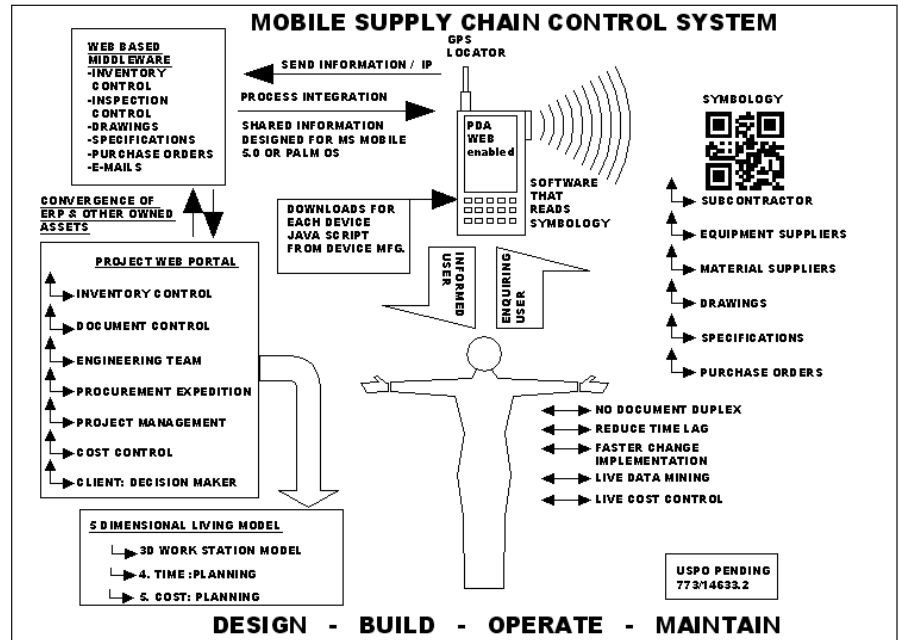 MOBILE SUPPLY CHAIN CONTROL SYSTEM
WEB BASED
MIDDLEWARE
-INVENTORY
CONTROL
-INSPECTION
CONTROL
-DRAWINGS
-SPECIFICATIONS
-PURCHASE ORDERS
-E-MAILS
SEND INFORMATION / IP
PROCESS INTEGRATION
SHARED INFORMATION
DESIGNED FOR MS MOBILE
5.0 OR PALM OS
GPS
LOCATOR
PDA
WEB
enabled
SOFTWARE
THAT
READS
SYMBOLOGY
SYMBOLOGY
SUBCONTRACTOR
EQUIPMENT SUPPLIERS
MATERIAL SUPPLIERS
DRAWINGS
SPECIFICATIONS
PURCHASE ORDERS
CONVERGENCE OF
ERP & OTHER OWNED
ASSETS
DOWNLOADS FOR
EACH DEVICE
JAVA SCRIPT
FROM DEVICE MFG.
INFORMED
USER
ENQUIRING
USER
PROJECT WEB PORTAL
INVENTORY CONTROL
DOCUMENT CONTROL
ENGINEERING TEAM
PROCUREMENT EXPEDITION
PROJECT MANAGEMENT
COST CONTROL
CLIENT: DECISION MAKER
NO DOCUMENT DUPLEX
REDUCE TIME LAG
FASTER CHANGE
IMPLEMENTATION
LIVE DATA MINING
LIVE COST CONTROL
5 DIMENSIONAL LIVING MODEL
3D WORK STATION MODEL
4. TIME :PLANNING
5. COST: PLANNING
USPO PENDING
773/14633.2
DESIGN - BUILD - OPERATE - MAINTAIN